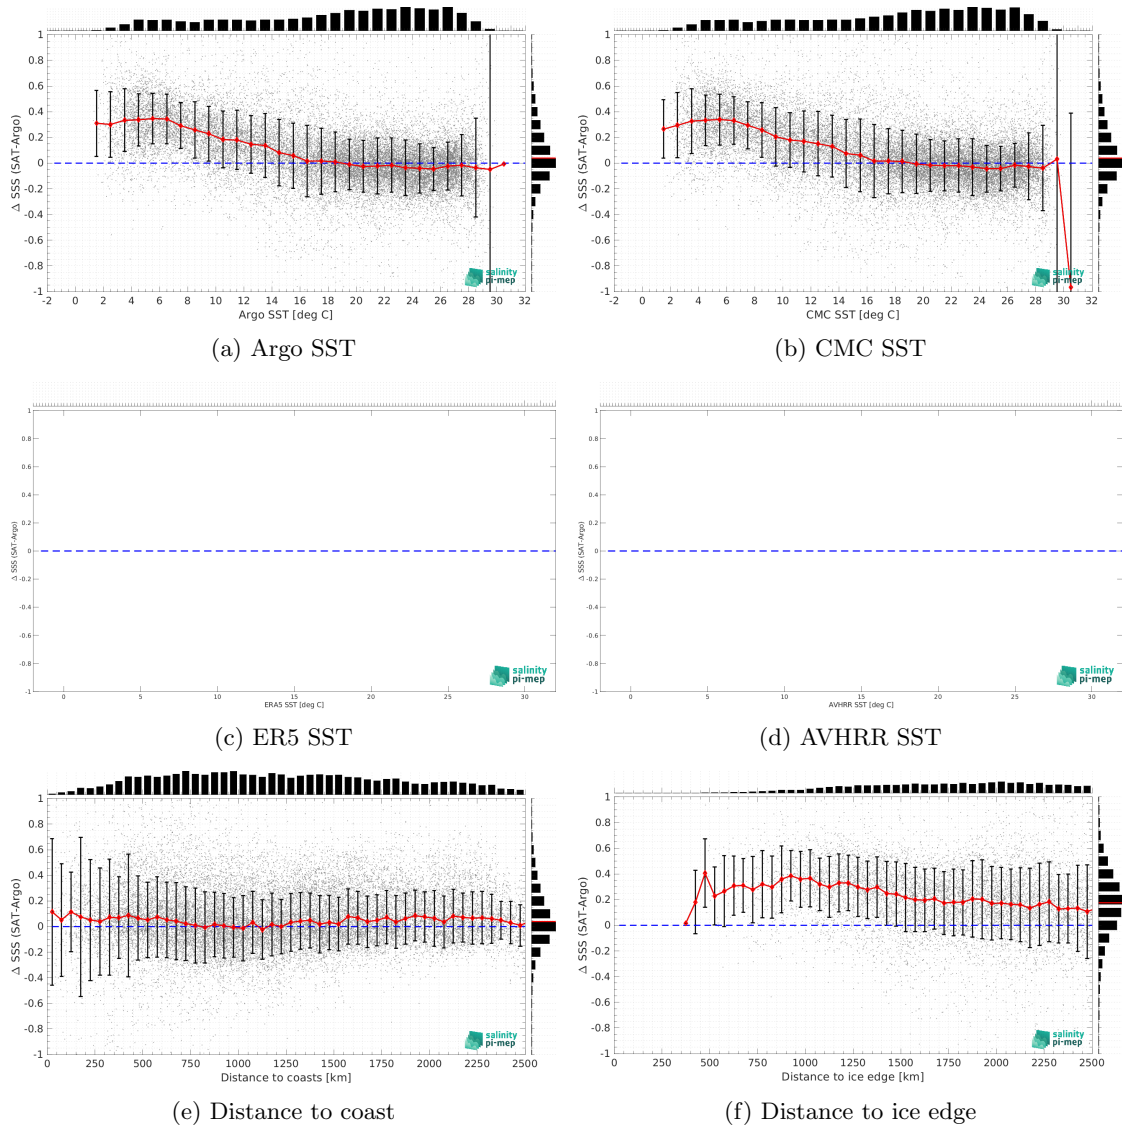 1
0.8
0.6
0.4
0.2
0
-0.2
-0.4
-0.6
-0.8
-1
Δ SSS (SAT-Argo)
-2 0 2 4 6 8 10 12 14 16 18 20 22 24 26 28 30 32
Argo SST [deg C]
salinity
pi-mep
(a) Argo SST
1
0.8
0.6
0.4
0.2
0
-0.2
-0.4
-0.6
-0.8
-1
Δ SSS (SAT-Argo)
-2 0 2 4 6 8 10 12 14 16 18 20 22 24 26 28 30 32
CMC SST [deg C]
salinity
pi-mep
(b) CMC SST
1
0.8
0.6
0.4
0.2
0
-0.2
-0.4
-0.6
-0.8
-1
Δ SSS (SAT-Argo)
0 5 10 15 20 25 30
ERA5 SST [deg C]
salinity
pi-mep
(c) ER5 SST
1
0.8
0.6
0.4
0.2
0
-0.2
-0.4
-0.6
-0.8
-1
Δ SSS (SAT-Argo)
0 5 10 15 20 25 30
AVHRR SST [deg C]
salinity
pi-mep
(d) AVHRR SST
1
0.8
0.6
0.4
0.2
0
-0.2
-0.4
-0.6
-0.8
-1
Δ SSS (SAT-Argo)
0 250 500 750 1000 1250 1500 1750 2000 2250 2500
Distance to coasts [km]
salinity
pi-mep
(e) Distance to coast
1
0.8
0.6
0.4
0.2
0
-0.2
-0.4
-0.6
-0.8
-1
Δ SSS (SAT-Argo)
0 250 500 750 1000 1250 1500 1750 2000 2250 2500
Distance to ice edge [km]
salinity
pi-mep
(f) Distance to ice edge